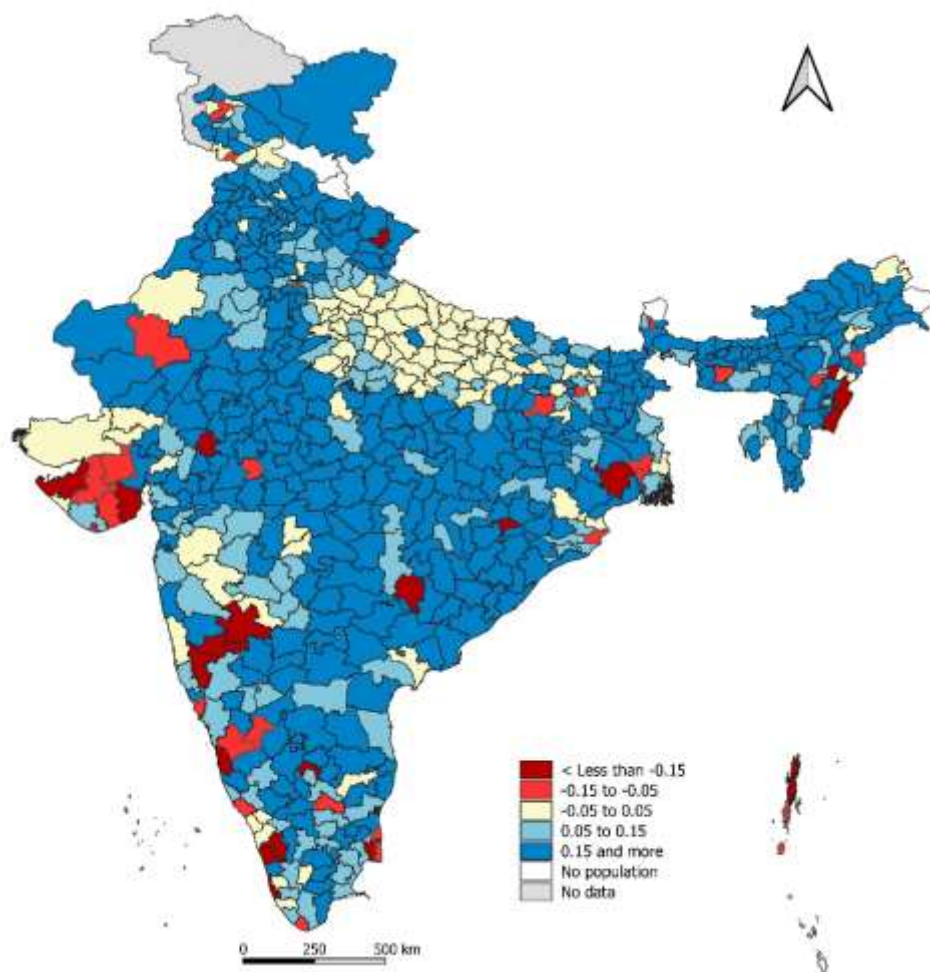 < Less than -0.15
-0.15 to -0.05
-0.05 to 0.05
0.05 to 0.15
0.15 and more
No population
No data
0 250 500 km